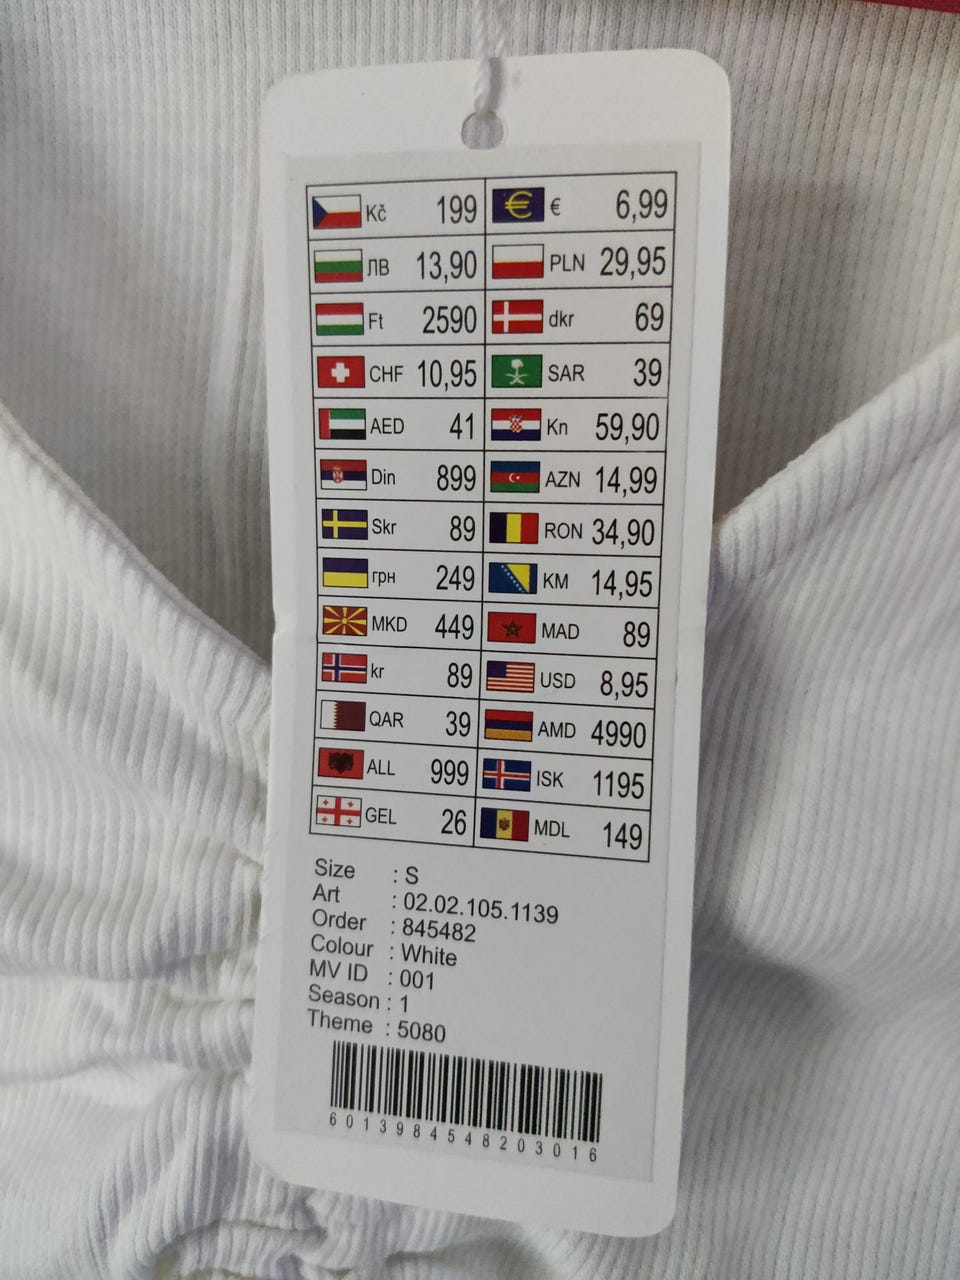 Kč 199 € 6,99
ЛВ 13,90 PLN 29,95
Ft 2590 dkr 69
CHF 10,95 SAR 39
AED 41 Kn 59,90
Din 899 AZN 14,99
Skr 89 RON 34,90
грн 249 KM 14,95
MKD 449 MAD 89
kr 89 USD 8,95
QAR 39 AMD 4990
ALL 999 ISK 1195
GEL 26 MDL 149
Size : S
Art : 02.02.105.1139
Order : 845482
Colour : White
MV ID : 001
Season : 1
Theme : 5080
6013984548203016